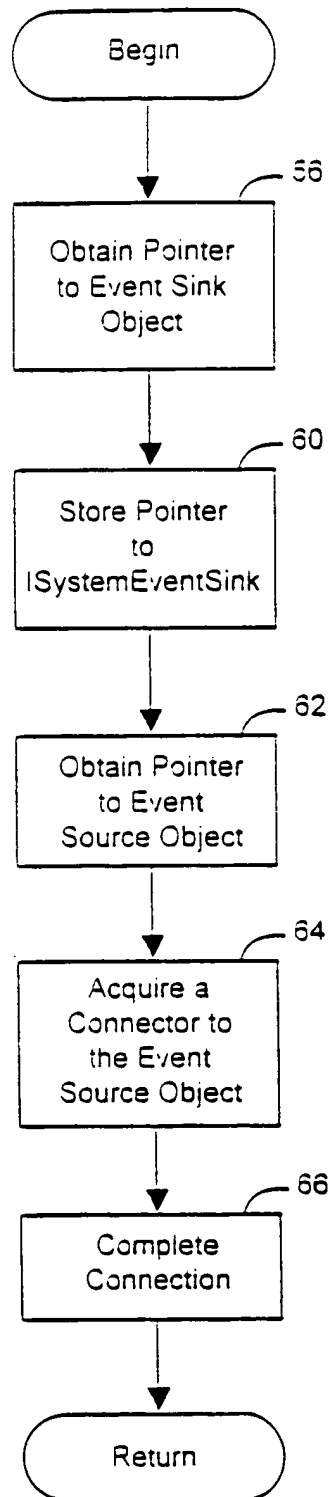 Begin
56
Obtain Pointer
to Event Sink
Object
60
Store Pointer
to
ISystemEventSink
62
Obtain Pointer
to Event
Source Object
64
Acquire a
Connector to
the Event
Source Object
66
Complete
Connection
Return